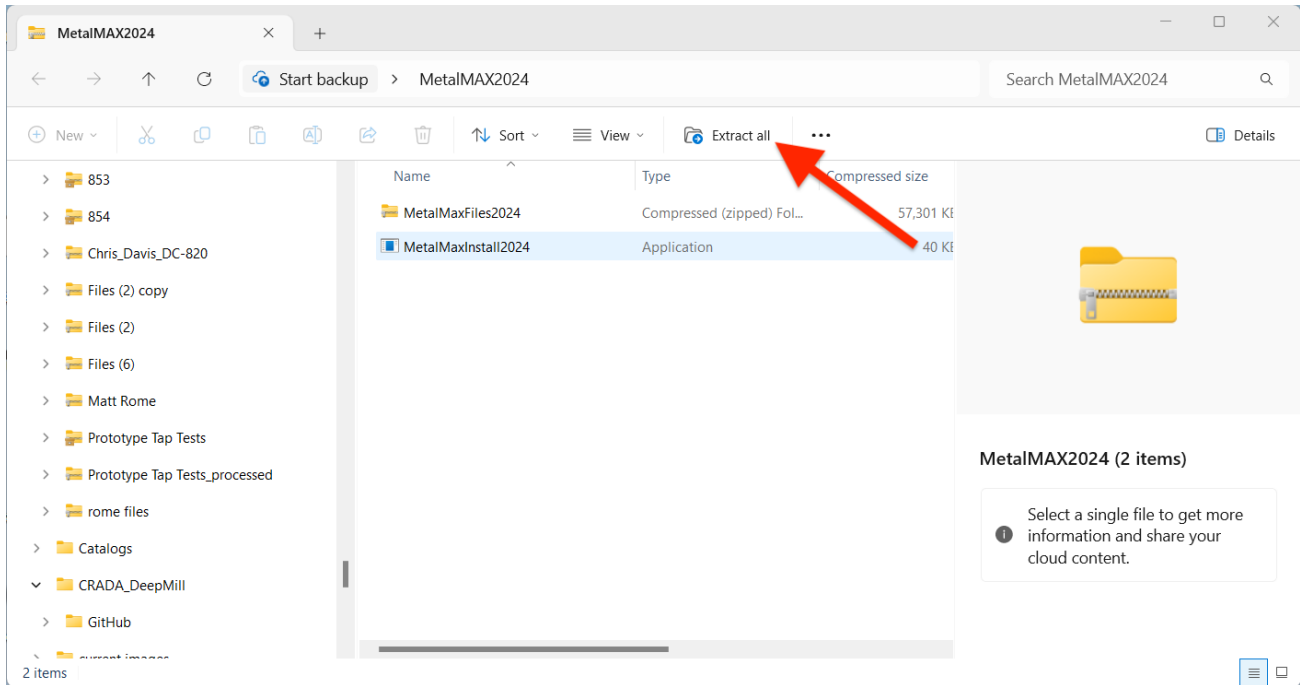 MetalMAX2024
Start backup > MetalMAX2024
Search MetalMAX2024
New
Sort
View
Extract all
Details
853
854
Chris_Davis_DC-820
Files (2) copy
Files (2)
Files (6)
Matt Rome
Prototype Tap Tests
Prototype Tap Tests_processed
rome files
Catalogs
CRADA_DeepMill
GitHub
current images
Name Type Compressed size
MetalMaxFiles2024 Compressed (zipped) Fol... 57,301 KB
MetalMaxInstall2024 Application 40 KB
MetalMAX2024 (2 items)
Select a single file to get more
information and share your
cloud content.
2 items